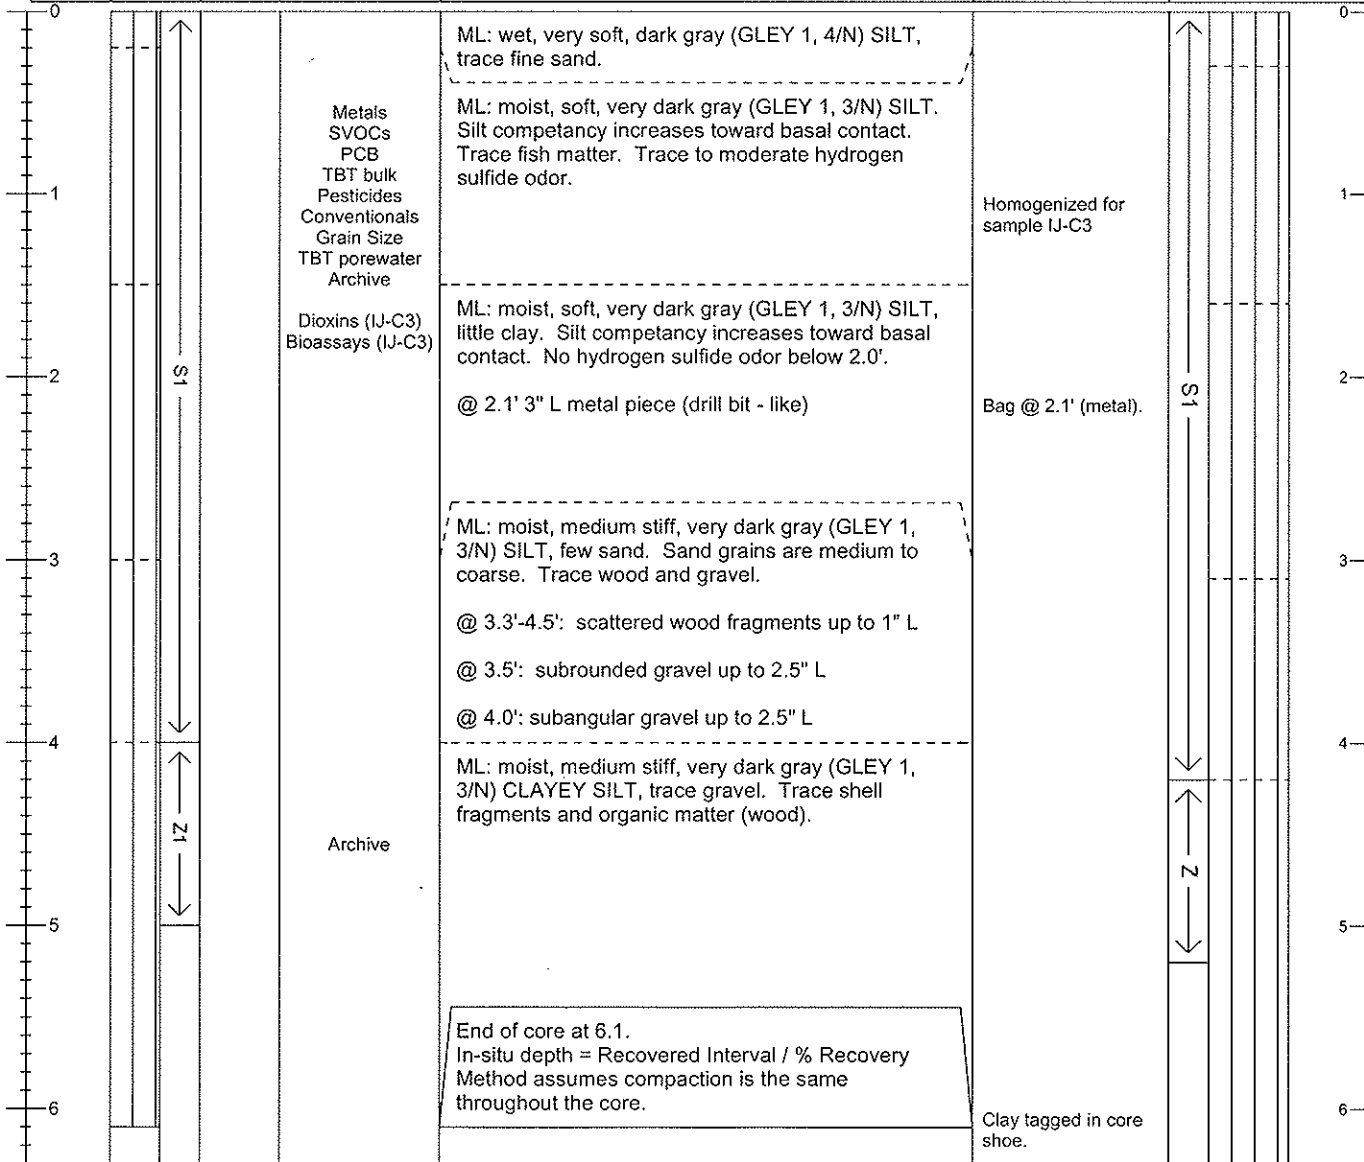 0
0
ML: wet, very soft, dark gray (GLEY 1, 4/N) SILT,
trace fine sand.
Metals
SVOCs
PCB
TBT bulk
Pesticides
Conventionals
Grain Size
TBT porewater
Archive
ML: moist, soft, very dark gray (GLEY 1, 3/N) SILT.
Silt competancy increases toward basal contact.
Trace fish matter. Trace to moderate hydrogen
sulfide odor.
1
Homogenized for
sample IJ-C3
1
Dioxins (IJ-C3)
Bioassays (IJ-C3)
ML: moist, soft, very dark gray (GLEY 1, 3/N) SILT,
little clay. Silt competancy increases toward basal
contact. No hydrogen sulfide odor below 2.0'.
2
S1
@ 2.1' 3" L metal piece (drill bit - like)
Bag @ 2.1' (metal).
S1
2
ML: moist, medium stiff, very dark gray (GLEY 1,
3/N) SILT, few sand. Sand grains are medium to
coarse. Trace wood and gravel.
3
3
@ 3.3'-4.5': scattered wood fragments up to 1" L
@ 3.5': subrounded gravel up to 2.5" L
@ 4.0': subangular gravel up to 2.5" L
4
4
ML: moist, medium stiff, very dark gray (GLEY 1,
3/N) CLAYEY SILT, trace gravel. Trace shell
fragments and organic matter (wood).
Z1
Archive
Z
5
5
End of core at 6.1.
In-situ depth = Recovered Interval / % Recovery
Method assumes compaction is the same
throughout the core.
6
6
Clay tagged in core
shoe.